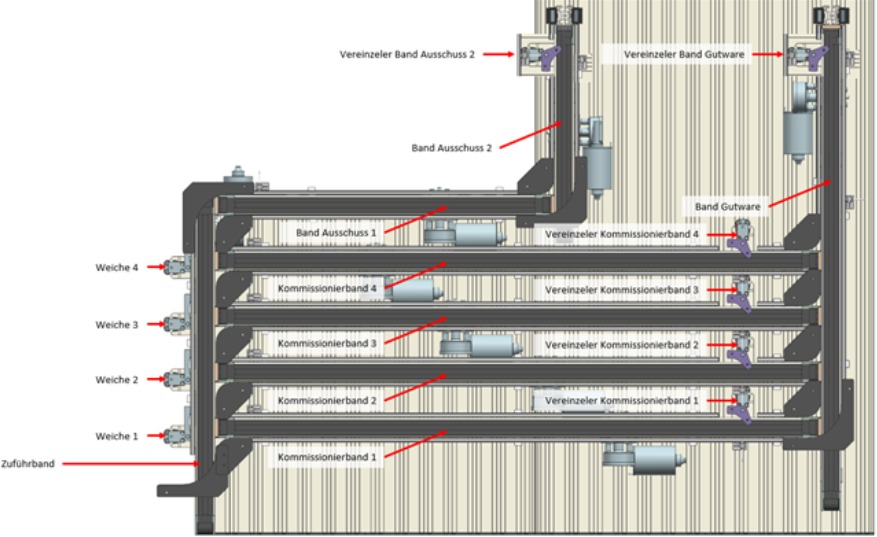 Vereinzeler Band Ausschuss 2
Vereinzeler Band Gutware
Band Ausschuss 2
Band Gutware
Band Ausschuss 1
Vereinzeler Kommissionierband 4
Weiche 4
Kommissionierband 4
Vereinzeler Kommissionierband 3
Weiche 3
Kommissionierband 3
Vereinzeler Kommissionierband 2
Weiche 2
Kommissionierband 2
Vereinzeler Kommissionierband 1
Weiche 1
Kommissionierband 1
Zuführband